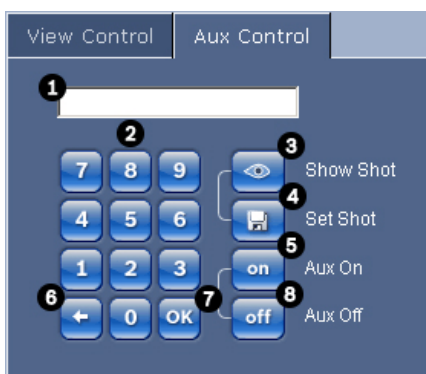 View Control Aux Control
1
2
3
7 8 9 Show Shot
4
4 5 6 Set Shot
5
1 2 3 on Aux On
6 7 8
0 OK off Aux Off